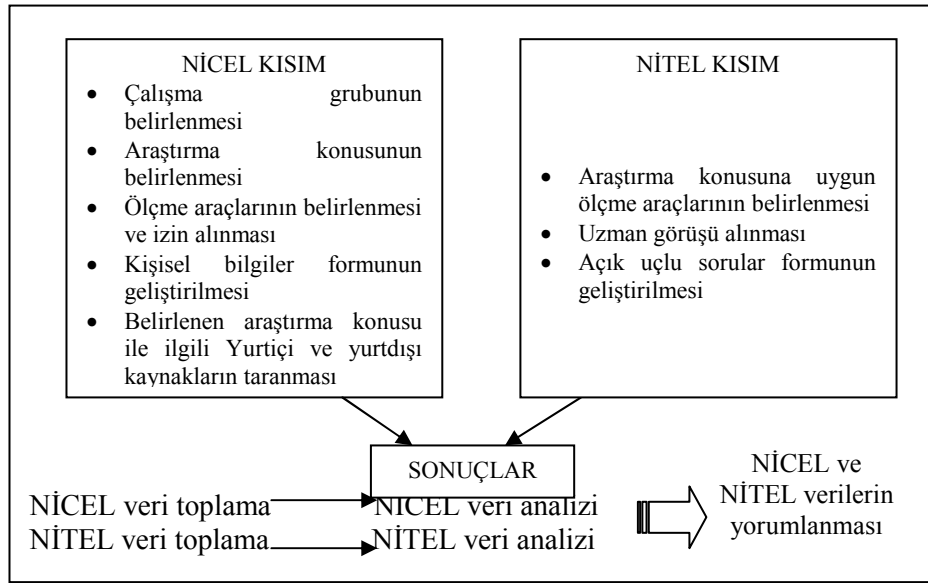 NİCEL KISIM
• Çalışma grubunun
belirlenmesi
• Araştırma konusunun
belirlenmesi
• Ölçme araçlarının belirlenmesi
ve izin alınması
• Kişisel bilgiler formunun
geliştirilmesi
• Belirlenen araştırma konusu
ile ilgili Yurtiçi ve yurtdışı
kaynakların taranması
NİTEL KISIM
• Araştırma konusuna uygun
ölçme araçlarının belirlenmesi
• Uzman görüşü alınması
• Açık uçlu sorular formunun
geliştirilmesi
SONUÇLAR
NİCEL veri toplama
NİCEL veri analizi
NİTEL veri toplama
NİTEL veri analizi
NİCEL ve
NİTEL verilerin
yorumlanması